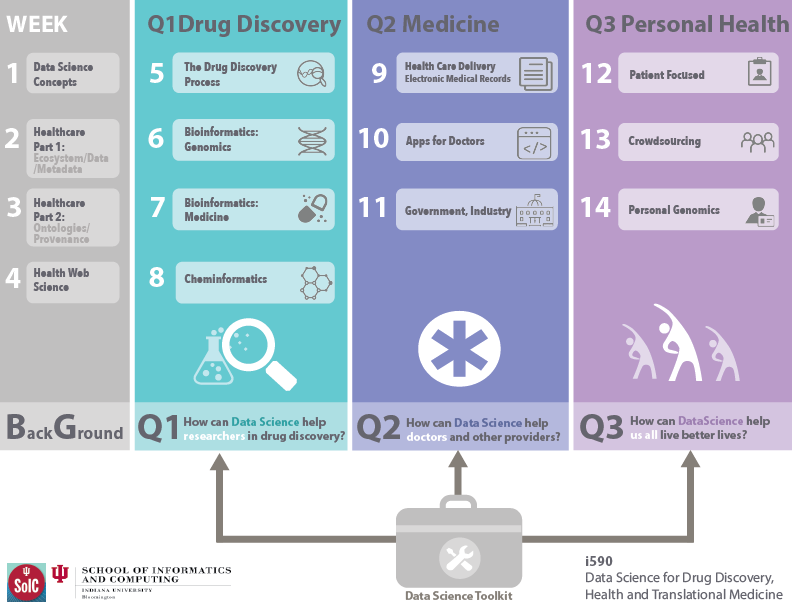 WEEK
1
Data Science
Concepts
2
Healthcare
Part 1:
Ecosystem/Data
/Metadata
3
Healthcare
Part 2:
Ontologies/
Provenance
4
Health Web
Science
BackGround
Q1Drug Discovery
5
The Drug Discovery
Process
6
Bioinformatics:
Genomics
7
Bioinformatics:
Medicine
8
Cheminformatics
Q1
How can Data Science help
researchers in drug discovery?
Q2 Medicine
9
Health Care Delivery
Electronic Medical Records
10
Apps for Doctors
</>
11
Government, Industry
Q2
How can Data Science help
doctors and other providers?
Q3 Personal Health
12
Patient Focused
13
Crowdsourcing
14
Personal Genomics
Q3
How can DataScience help
us all live better lives?
Data Science Toolkit
SoIC
SCHOOL OF INFORMATICS
AND COMPUTING
INDIANA UNIVERSITY
Bloomington
i590
Data Science for Drug Discovery,
Health and Translational Medicine